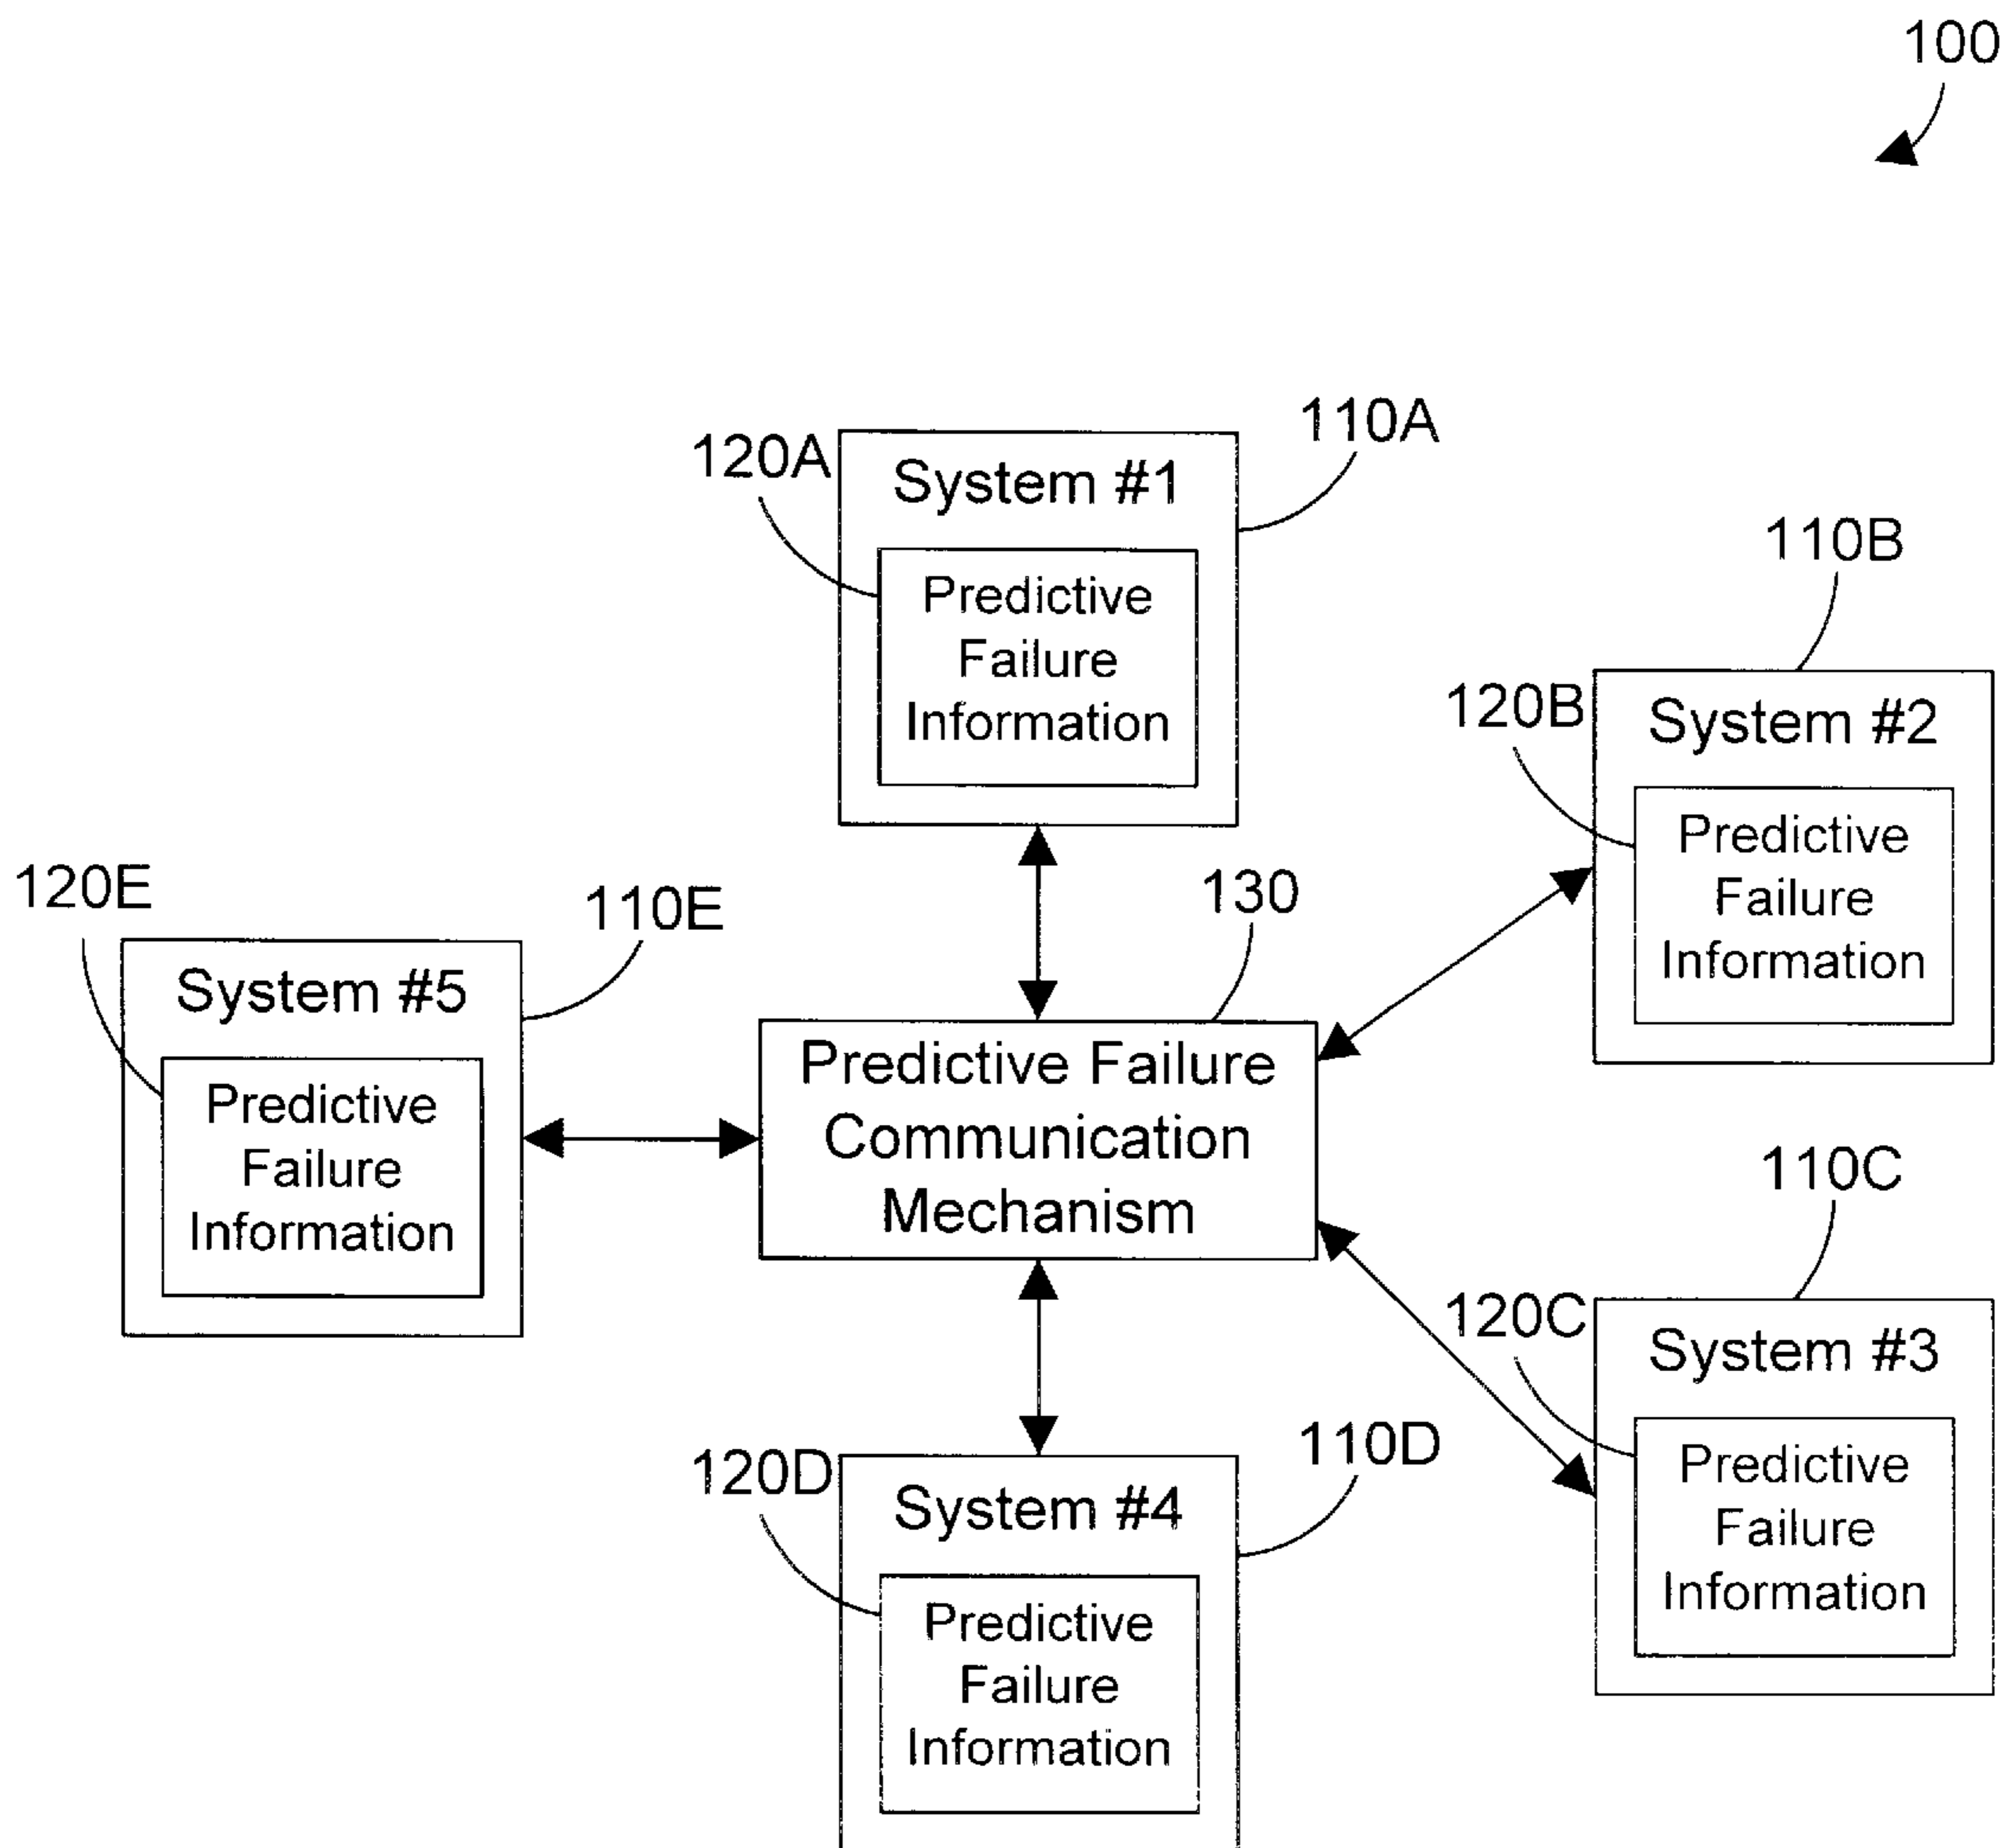 100
110A
120A
System #1
Predictive
Failure
Information
110B
120B
System #2
Predictive
Failure
Information
120E
110E
130
System #5
Predictive
Failure
Information
Predictive Failure
Communication
Mechanism
110C
120C
System #3
Predictive
Failure
Information
110D
120D
System #4
Predictive
Failure
Information